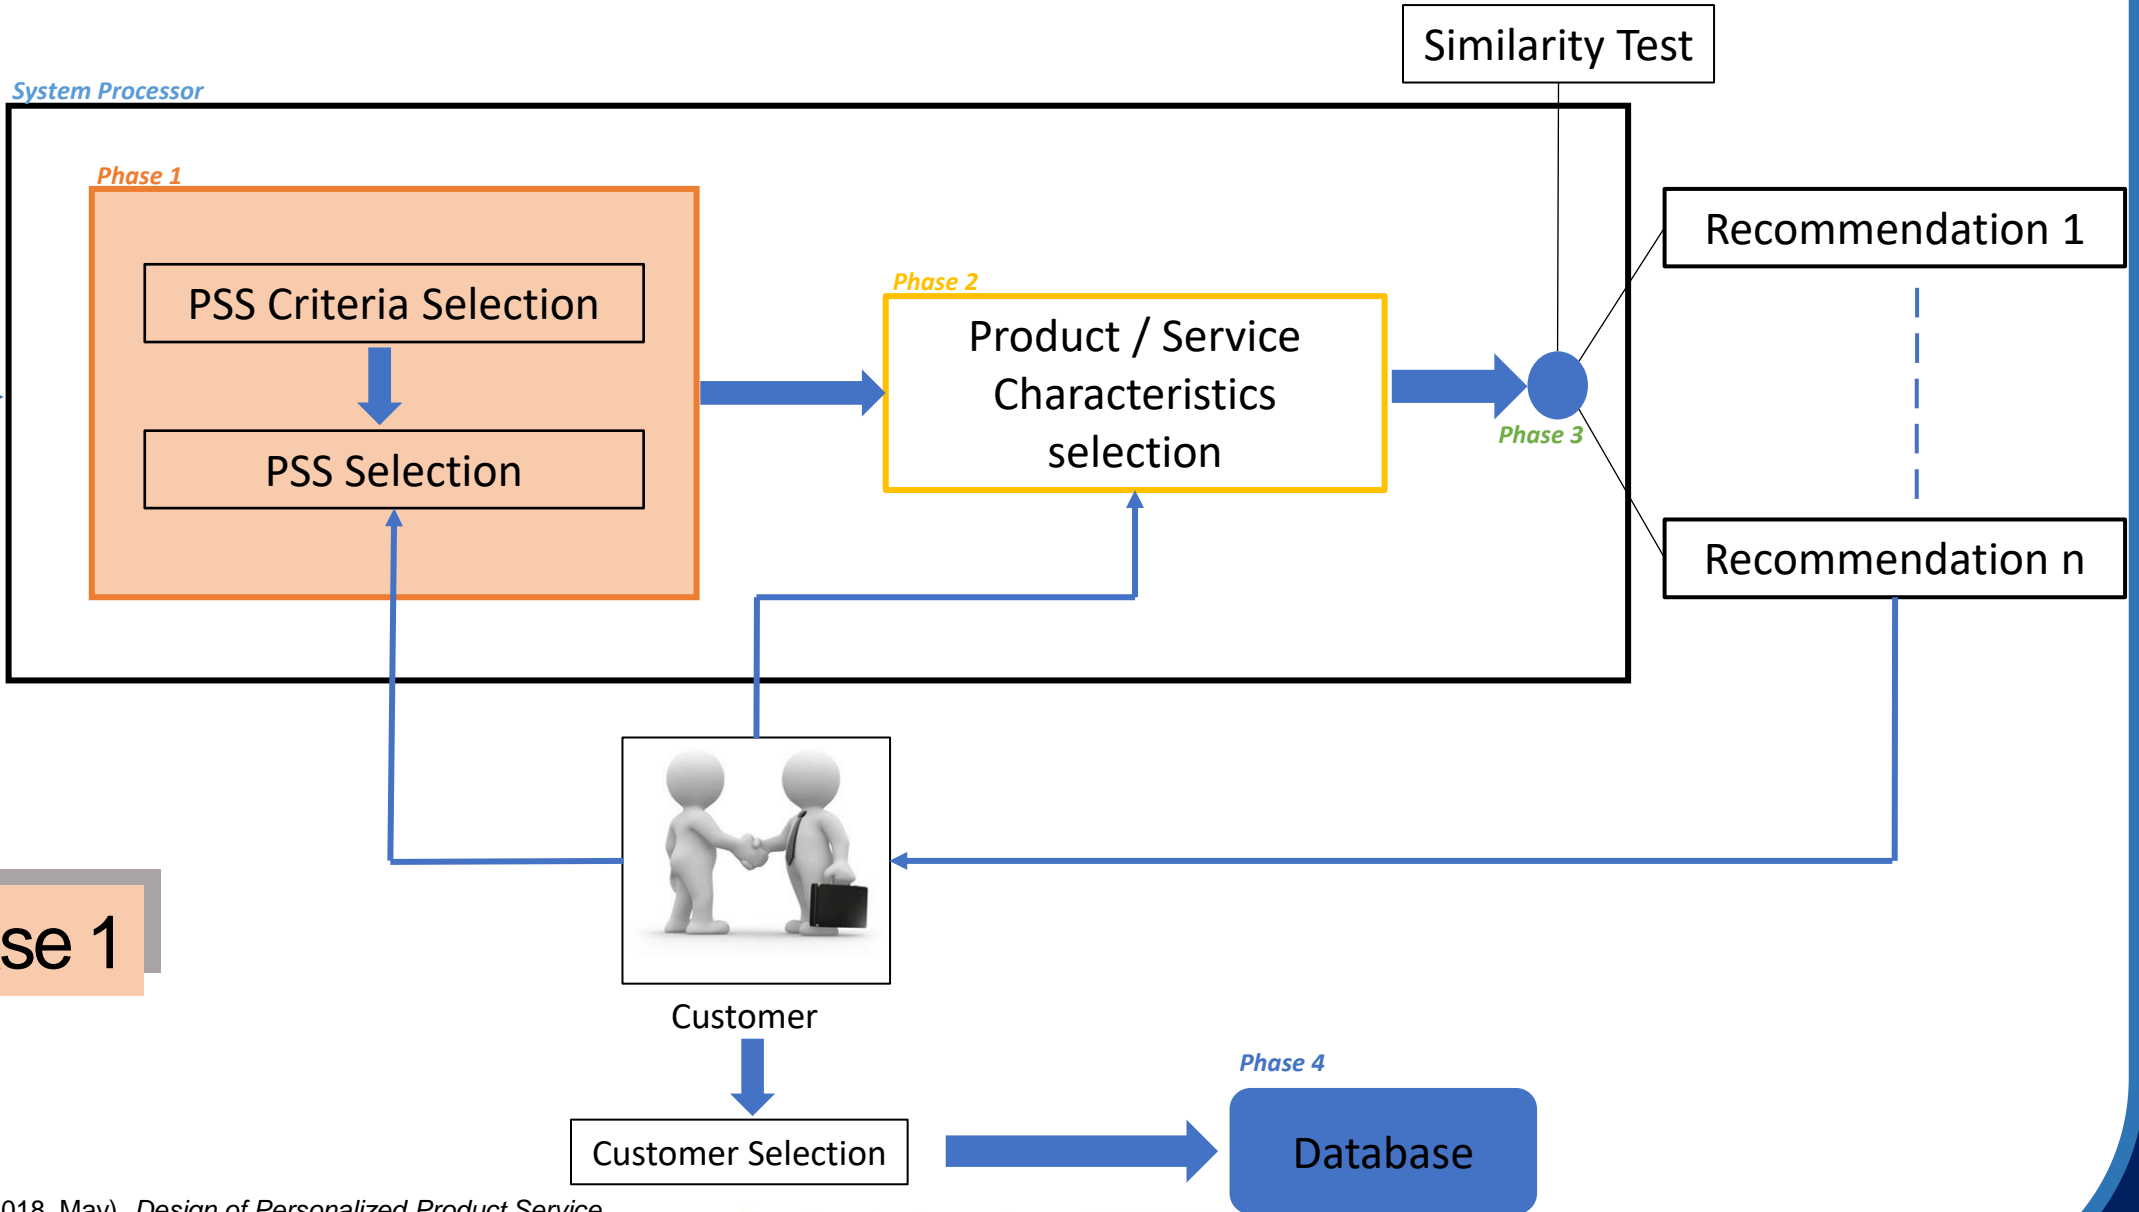 Similarity Test
System Processor
Phase 1
Recommendation 1
PSS Criteria Selection
Phase 2
Product / Service
Characteristics
selection
Phase 3
PSS Selection
Recommendation n
se 1
Customer
Phase 4
Customer Selection
Database
018, May). Design of Personalized Product Service